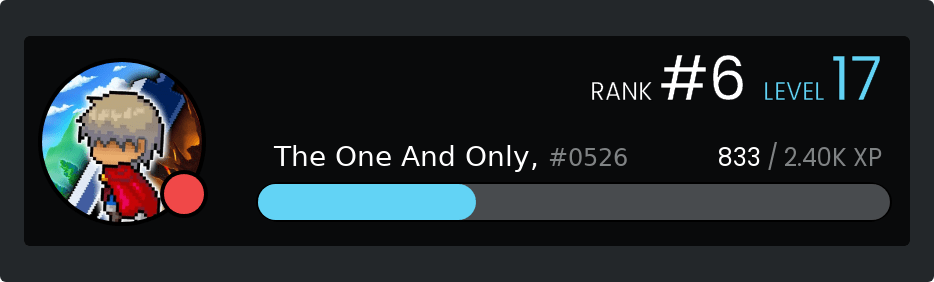 RANK #6 LEVEL 17
The One And Only, #0526 833 / 2.40K XP